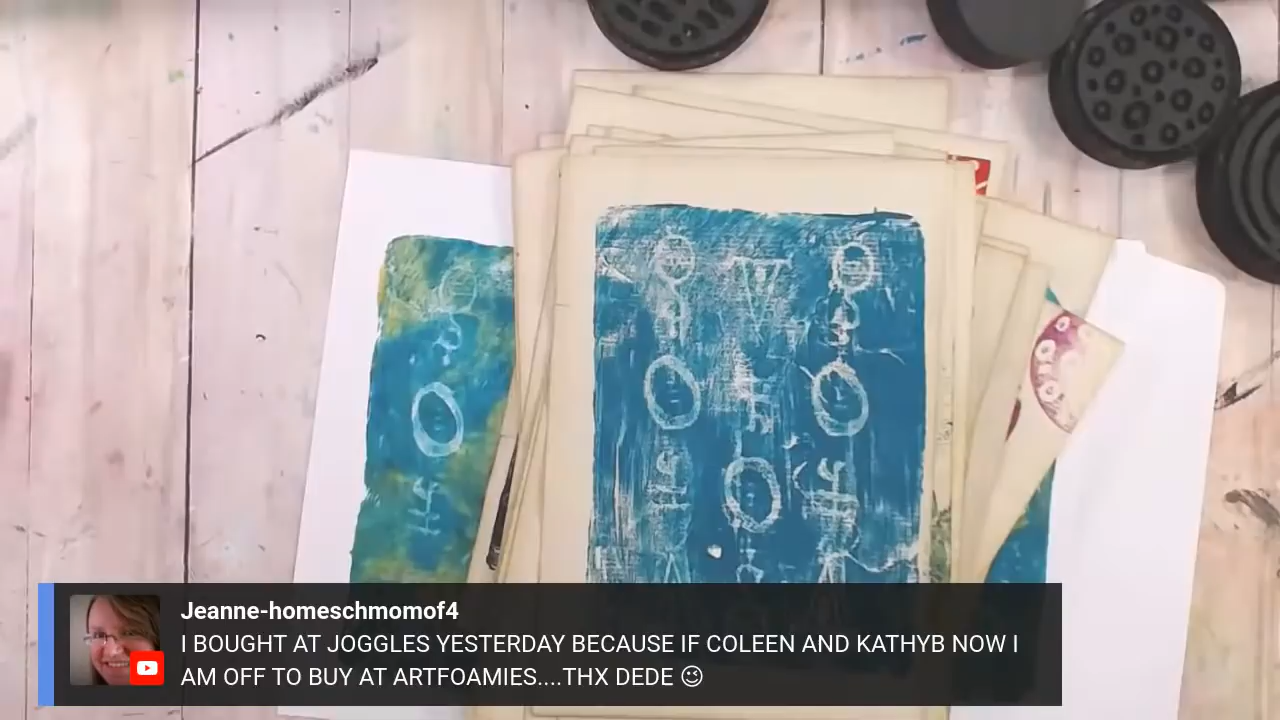 Jeanne-homeschmomof4
I BOUGHT AT JOGGLES YESTERDAY BECAUSE IF COLEEN AND KATHYB NOW I
AM OFF TO BUY AT ARTFOAMIES....THX DEDE 😉